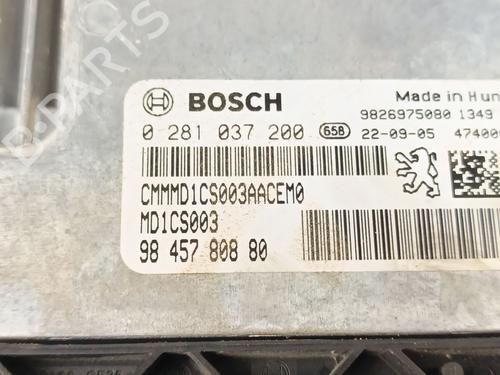 BOSCH
Made in Hun
9826975080 1349
0 281 037 200 658 22-09-05 474000
CMMMD1CS003AACEM0
MD1CS003
98 457 808 80